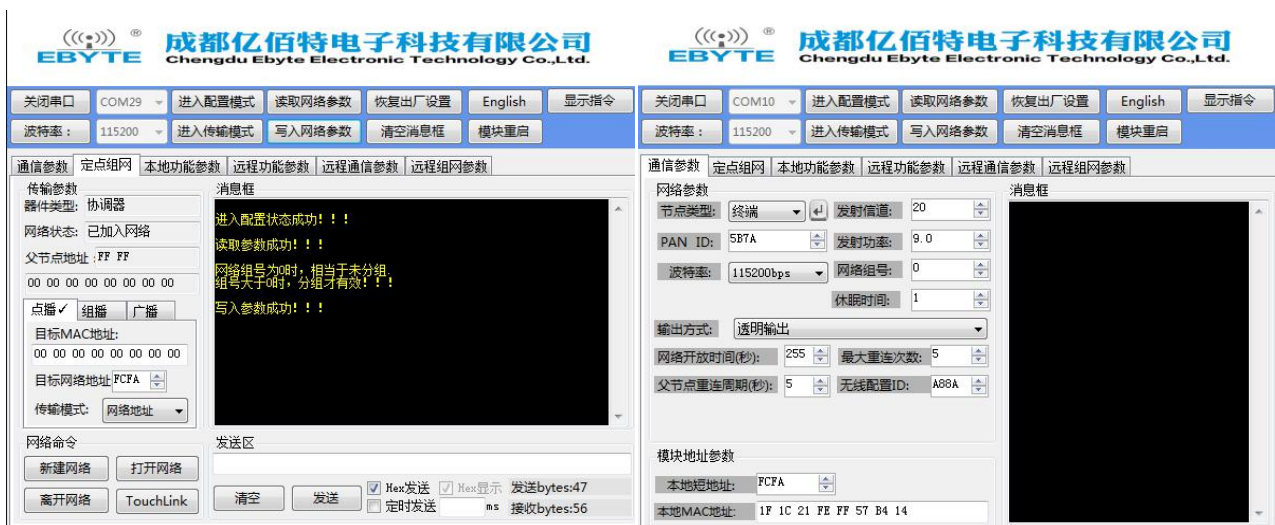 EBYTE ® 成都亿佰特电子科技有限公司
Chengdu Ebyte Electronic Technology Co.,Ltd.
关闭串口 COM29 进入配置模式 读取网络参数 恢复出厂设置 English 显示指令
波特率： 115200 进入传输模式 写入网络参数 清空消息框 模块重启
通信参数 定点组网 本地功能参数 远程功能参数 远程通信参数 远程组网参数
传输参数
器件类型: 协调器
网络状态: 已加入网络
父节点地址: FF FF
00 00 00 00 00 00 00 00
点播✓ 组播 广播
目标MAC地址:
00 00 00 00 00 00 00 00
目标网络地址 FCFA
传输模式: 网络地址
消息框
进入配置状态成功！！！
读取参数成功！！！
网络组号为0时，相当于未分组.
组号大于0时，分组才有效！！！
写入参数成功！！！
网络命令
新建网络 打开网络
离开网络 TouchLink
发送区
清空 发送 Hex发送 Hex显示 发送bytes:47
定时发送 ms 接收bytes:56
EBYTE ® 成都亿佰特电子科技有限公司
Chengdu Ebyte Electronic Technology Co.,Ltd.
关闭串口 COM10 进入配置模式 读取网络参数 恢复出厂设置 English 显示指令
波特率： 115200 进入传输模式 写入网络参数 清空消息框 模块重启
通信参数 定点组网 本地功能参数 远程功能参数 远程通信参数 远程组网参数
网络参数
节点类型: 终端 发射信道: 20
PAN ID: 5B7A 发射功率: 9.0
波特率: 115200bps 网络组号: 0
休眠时间: 1
输出方式: 透明输出
网络开放时间(秒): 255 最大重连次数: 5
父节点重连周期(秒): 5 无线配置ID: A88A
模块地址参数
本地短地址: FCFA
本地MAC地址: 1F 1C 21 FE FF 57 B4 14
消息框